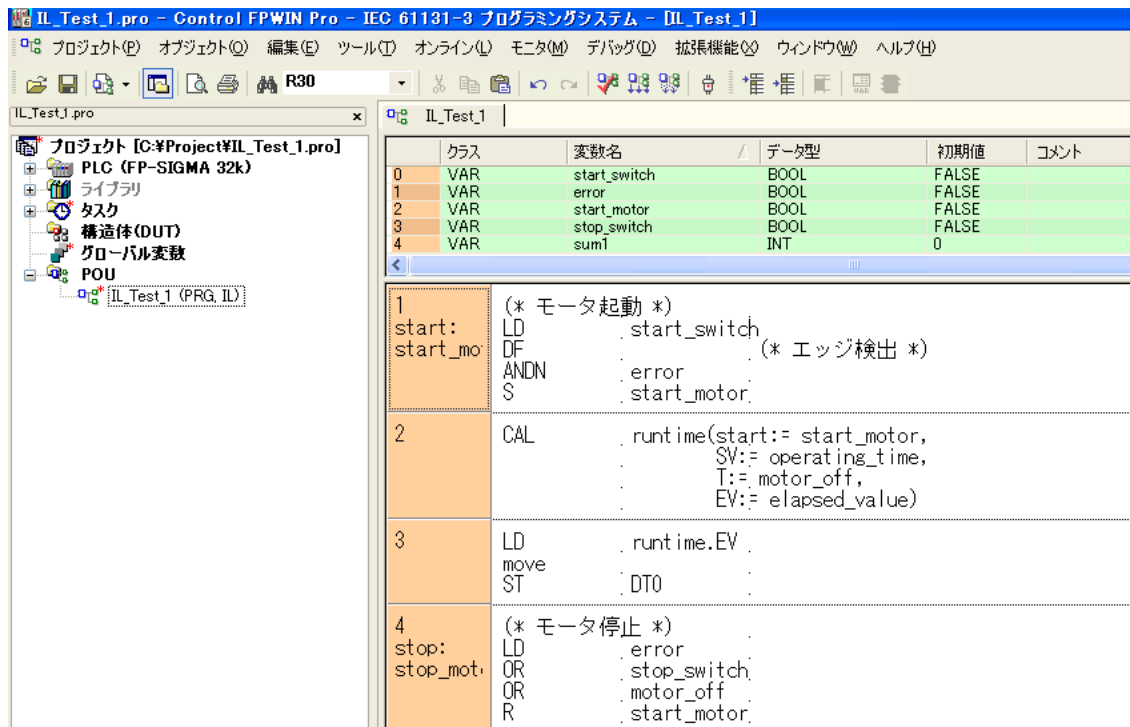 IL_Test_1.pro - Control FPWIN Pro - IEC 61131-3 プログラミングシステム - [IL_Test_1]
プロジェクト(P) オブジェクト(O) 編集(E) ツール(T) オンライン(L) モニタ(M) デバッグ(D) 拡張機能(X) ウィンドウ(W) ヘルプ(H)
R30
IL_Test_1.pro
IL_Test_1
プロジェクト [C:¥Project¥IL_Test_1.pro]
PLC (FP-SIGMA 32k)
ライブラリ
タスク
構造体(DUT)
グローバル変数
POU
IL_Test_1 (PRG, IL)
クラス 変数名 データ型 初期値 コメント
0 VAR start_switch BOOL FALSE
1 VAR error BOOL FALSE
2 VAR start_motor BOOL FALSE
3 VAR stop_switch BOOL FALSE
4 VAR sum1 INT 0
1
start:
start_mo
(* モータ起動 *)
LD start_switch
DF (* エッジ検出 *)
ANDN error
S start_motor
2
CAL runtime(start:= start_motor,
SV:= operating_time,
T:= motor_off,
EV:= elapsed_value)
3
LD runtime.EV
move
ST DT0
4
stop:
stop_mot
(* モータ停止 *)
LD error
OR stop_switch
OR motor_off
R start_motor